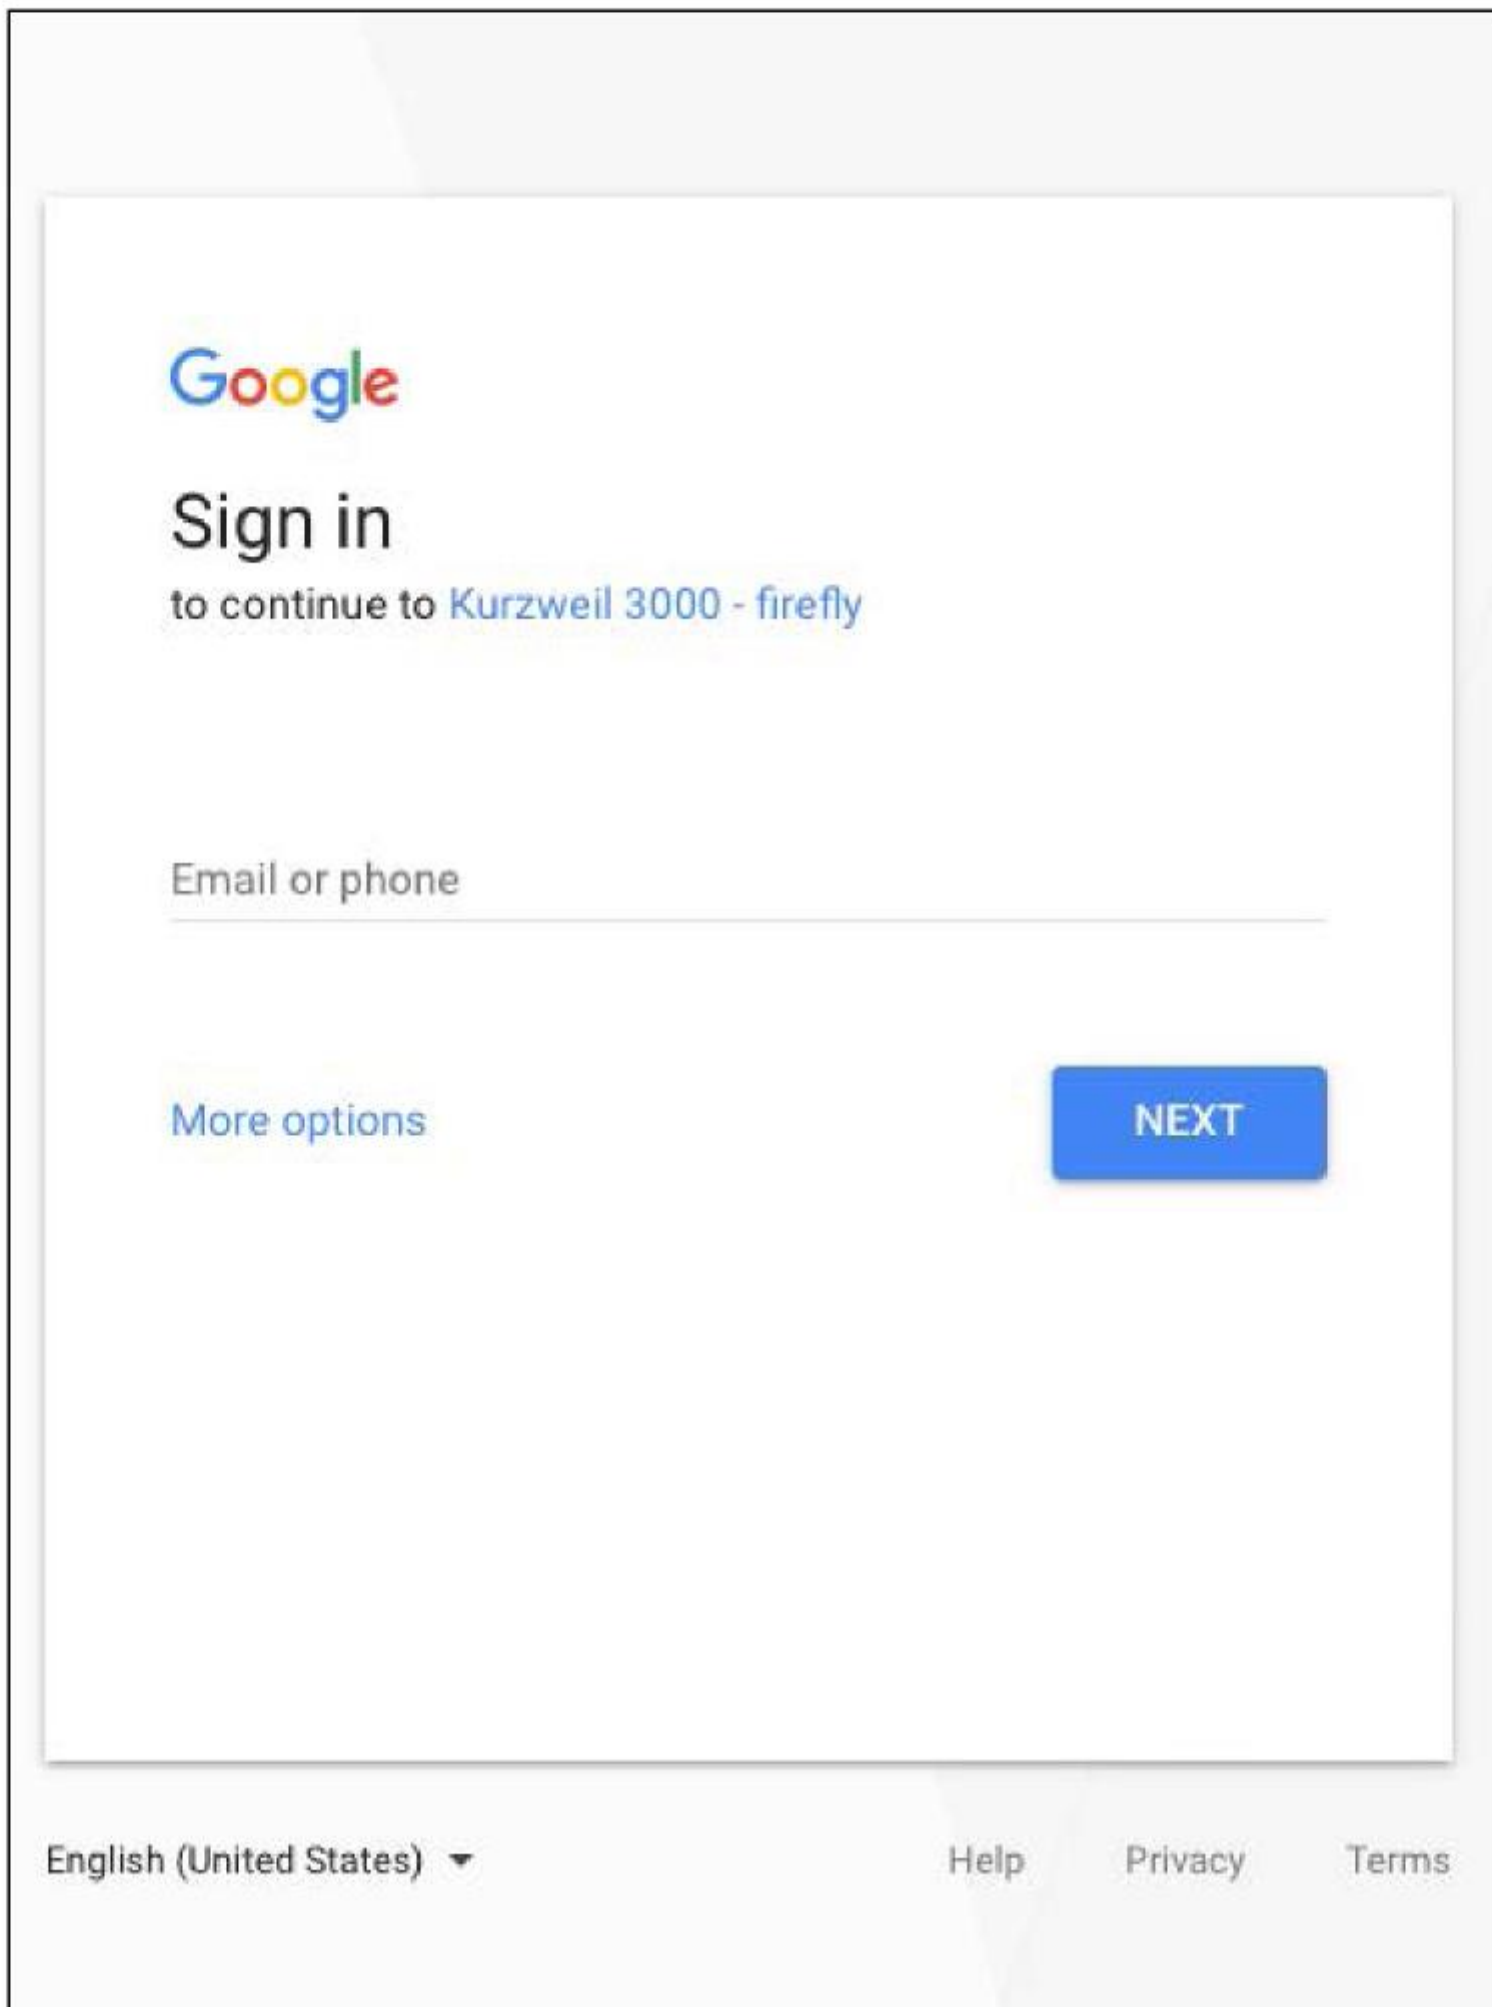 Google
Sign in
to continue to Kurzweil 3000 - firefly
Email or phone
More options
NEXT
English (United States)
Help
Privacy
Terms